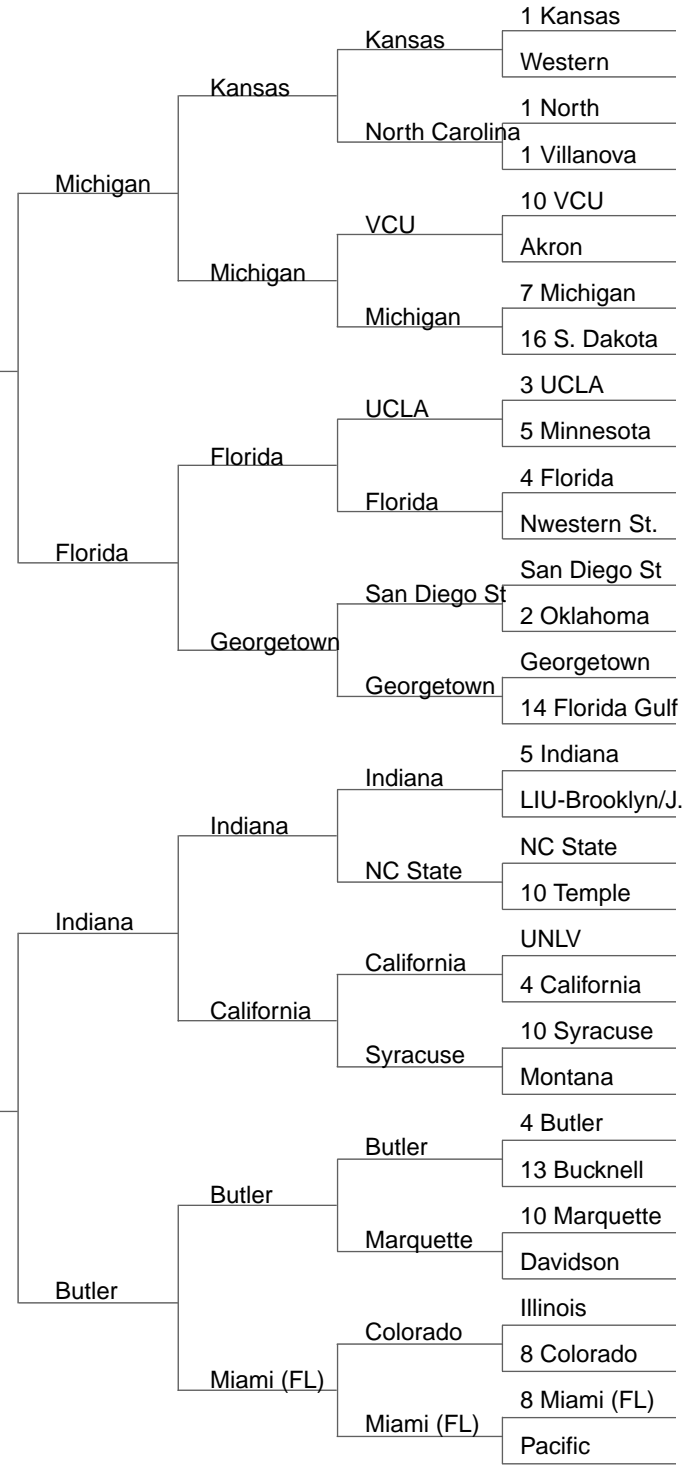 1 Kansas
Kansas
Western
Kansas
1 North
North Carolina
1 Villanova
Michigan
10 VCU
VCU
Akron
Michigan
7 Michigan
Michigan
16 S. Dakota
3 UCLA
UCLA
5 Minnesota
Florida
4 Florida
Florida
Nwestern St.
Florida
San Diego St
San Diego St
2 Oklahoma
Georgetown
Georgetown
Georgetown
14 Florida Gulf
5 Indiana
Indiana
LIU-Brooklyn/J.
Indiana
NC State
NC State
10 Temple
Indiana
UNLV
California
4 California
California
10 Syracuse
Syracuse
Montana
4 Butler
Butler
13 Bucknell
Butler
10 Marquette
Marquette
Davidson
Butler
Illinois
Colorado
8 Colorado
Miami (FL)
8 Miami (FL)
Miami (FL)
Pacific